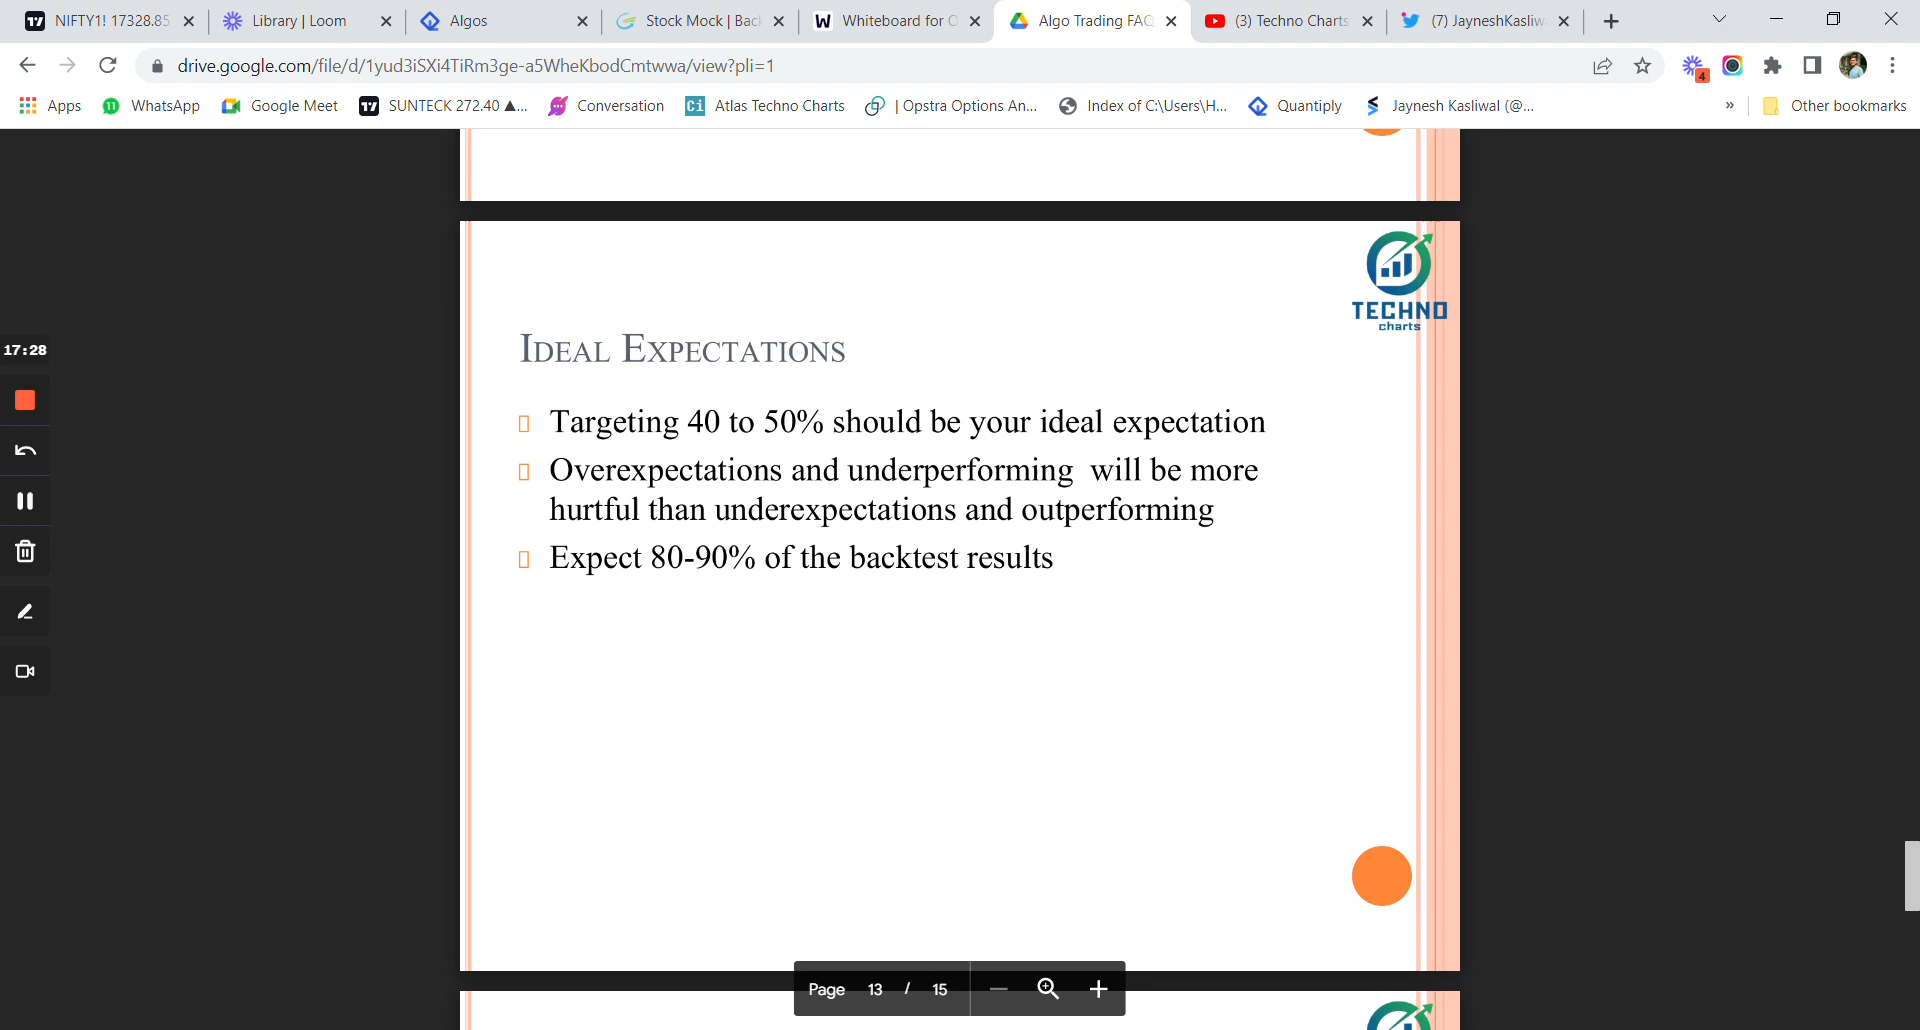 NIFTY1! 17328.85
Library | Loom
Algos
Stock Mock | Bac
Whiteboard for O
Algo Trading FAQ
(3) Techno Charts
(7) JayneshKasliw
drive.google.com/file/d/1yud3iSXi4TiRm3ge-a5WheKbodCmtwwa/view?pli=1
4
Apps
11
WhatsApp
Google Meet
SUNTECK 272.40 ▲...
Conversation
Ci
Atlas Techno Charts
| Opstra Options An...
Index of C:\Users\H...
Quantiply
Jaynesh Kasliwal (@...
»
Other bookmarks
TECHNO
charts
17:28
IDEAL EXPECTATIONS
Targeting 40 to 50% should be your ideal expectation
Overexpectations and underperforming will be more
hurtful than underexpectations and outperforming
Expect 80-90% of the backtest results
Page 13 / 15